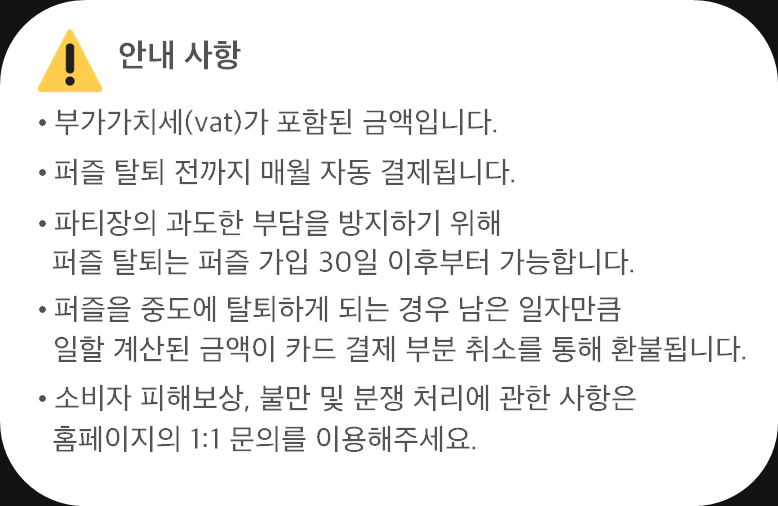 안내 사항
• 부가가치세(vat)가 포함된 금액입니다.
• 퍼즐 탈퇴 전까지 매월 자동 결제됩니다.
• 파티장의 과도한 부담을 방지하기 위해
퍼즐 탈퇴는 퍼즐 가입 30일 이후부터 가능합니다.
• 퍼즐을 중도에 탈퇴하게 되는 경우 남은 일자만큼
일할 계산된 금액이 카드 결제 부분 취소를 통해 환불됩니다.
• 소비자 피해보상, 불만 및 분쟁 처리에 관한 사항은
홈페이지의 1:1 문의를 이용해주세요.